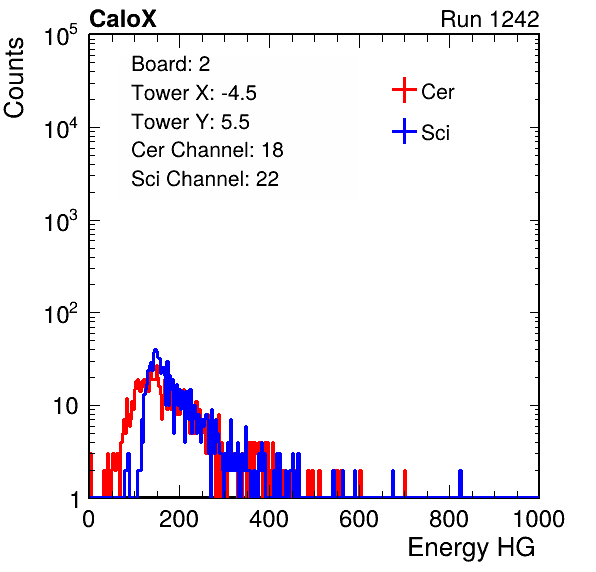 CaloX Run 1242
Counts
Board: 2
Tower X: -4.5
Tower Y: 5.5
Cer Channel: 18
Sci Channel: 22
Cer
Sci
10^5
10^4
10^3
10^2
10
1
0 200 400 600 800 1000
Energy HG